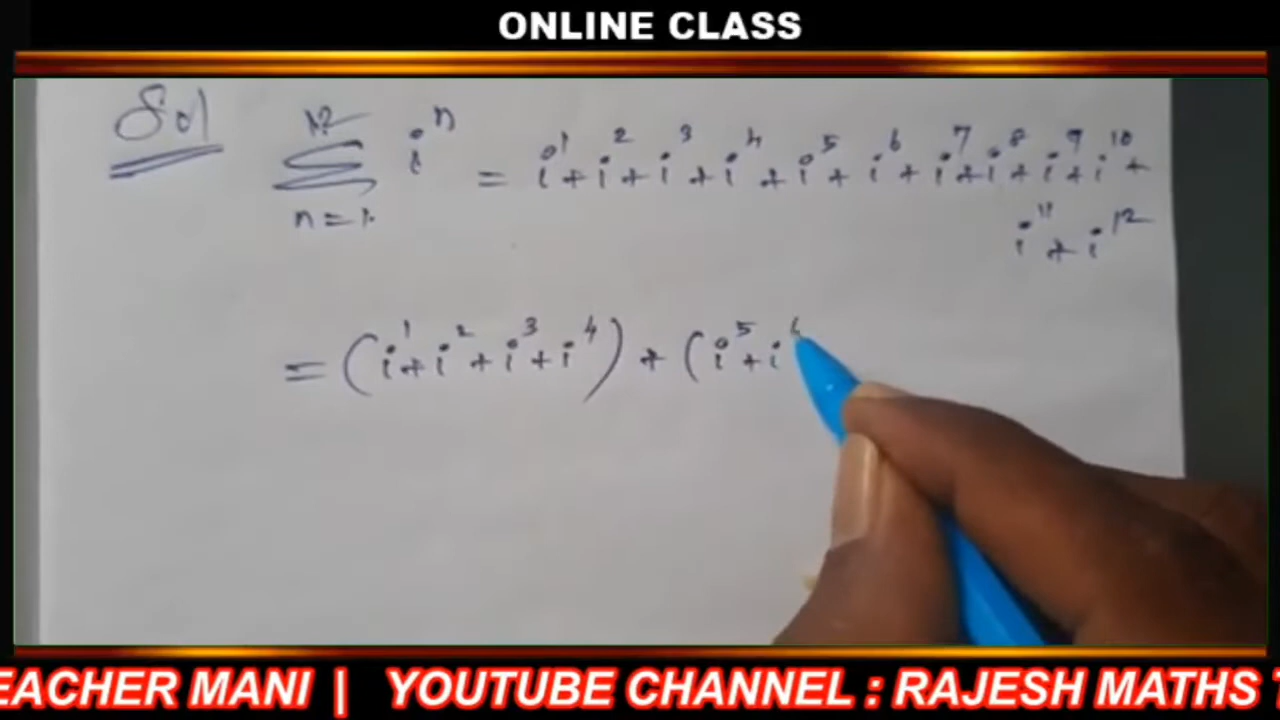 ONLINE CLASS
Sol
12
∑ iⁿ = i¹ + i² + i³ + i⁴ + i⁵ + i⁶ + i⁷ + i⁸ + i⁹ + i¹⁰ +
n=1
i¹¹ + i¹²
= (i¹ + i² + i³ + i⁴) + (i⁵ + i⁶
EACHER MANI | YOUTUBE CHANNEL : RAJESH MATHS